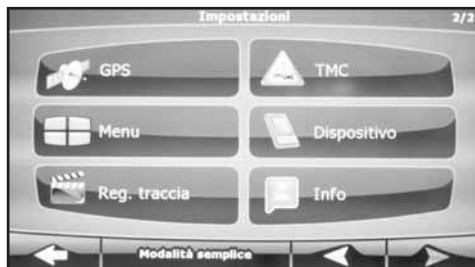 Impostazioni 2/2
GPS
TMC
Menu
Dispositivo
Reg. traccia
Info
Modalità semplice